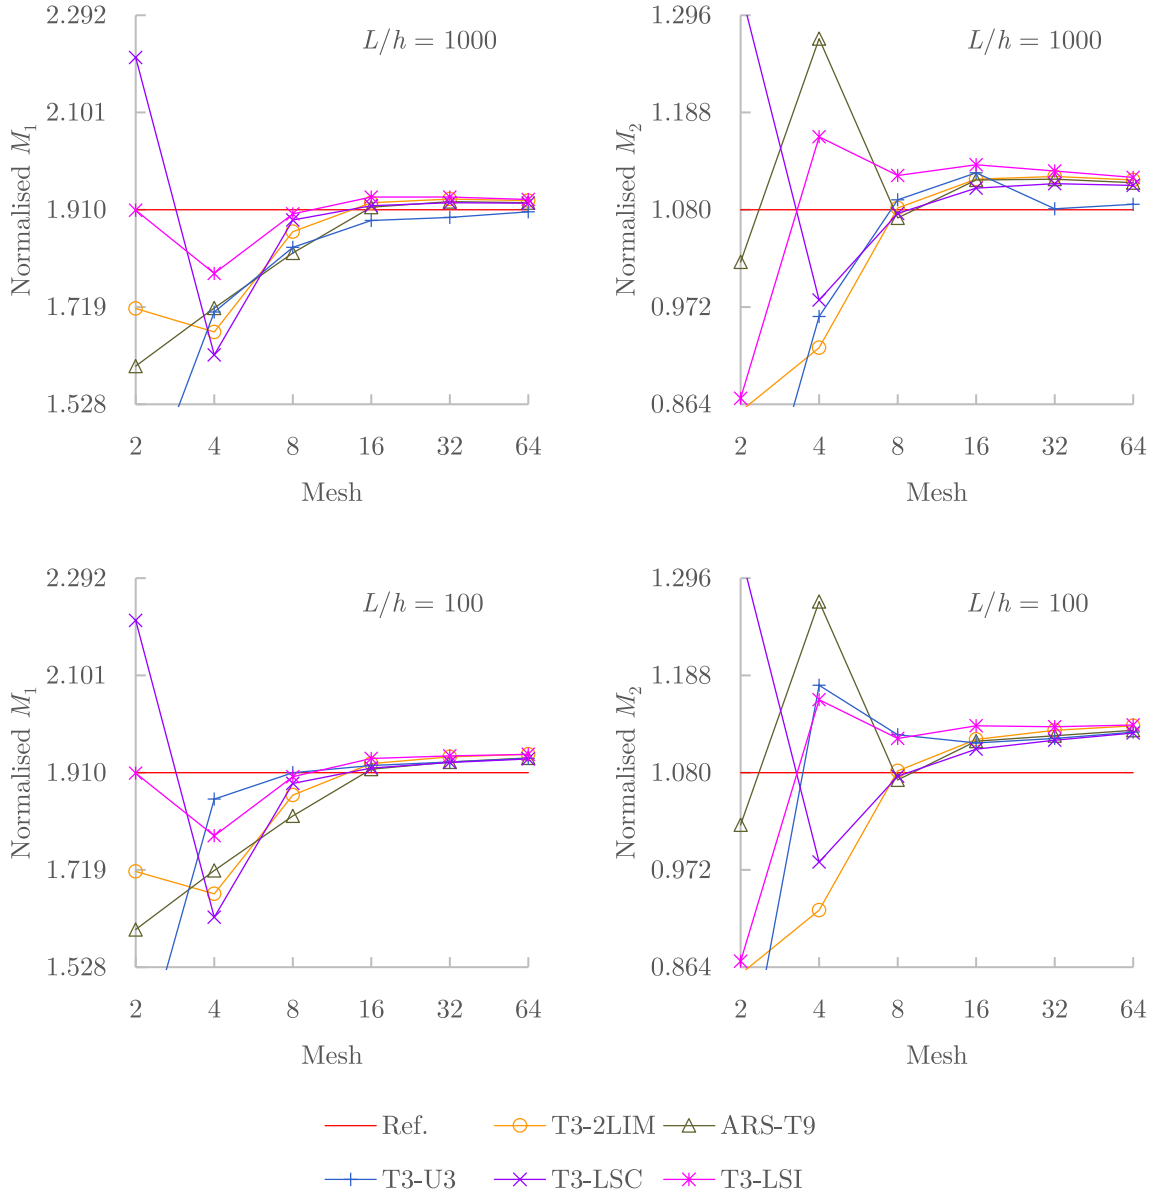 2.292
2.101
1.910
1.719
1.528
Normalised M₁
L/h = 1000
2 4 8 16 32 64
Mesh
1.296
1.188
1.080
0.972
0.864
Normalised M₂
L/h = 1000
2 4 8 16 32 64
Mesh
2.292
2.101
1.910
1.719
1.528
Normalised M₁
L/h = 100
2 4 8 16 32 64
Mesh
1.296
1.188
1.080
0.972
0.864
Normalised M₂
L/h = 100
2 4 8 16 32 64
Mesh
Ref. T3-2LIM ARS-T9
T3-U3 T3-LSC T3-LSI